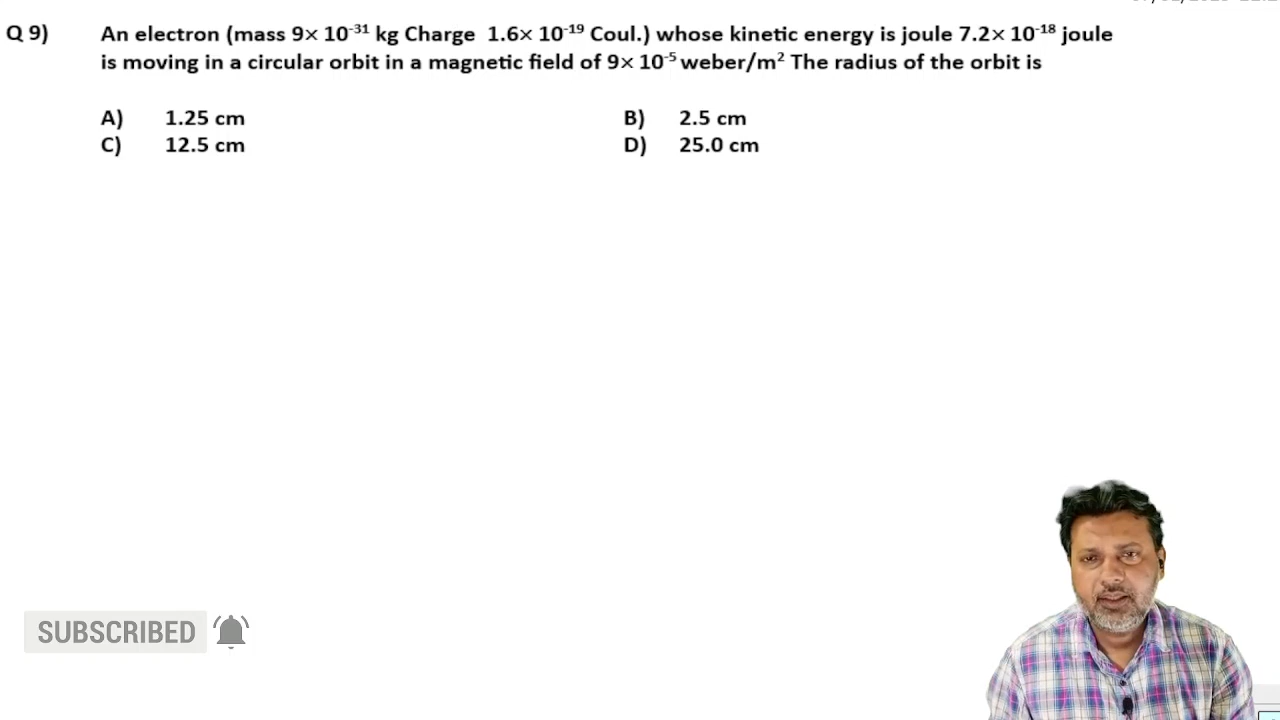 Q 9) An electron (mass 9× 10⁻³¹ kg Charge 1.6× 10⁻¹⁹ Coul.) whose kinetic energy is joule 7.2× 10⁻¹⁸ joule
is moving in a circular orbit in a magnetic field of 9× 10⁻⁵ weber/m² The radius of the orbit is
A) 1.25 cm B) 2.5 cm
C) 12.5 cm D) 25.0 cm
SUBSCRIBED